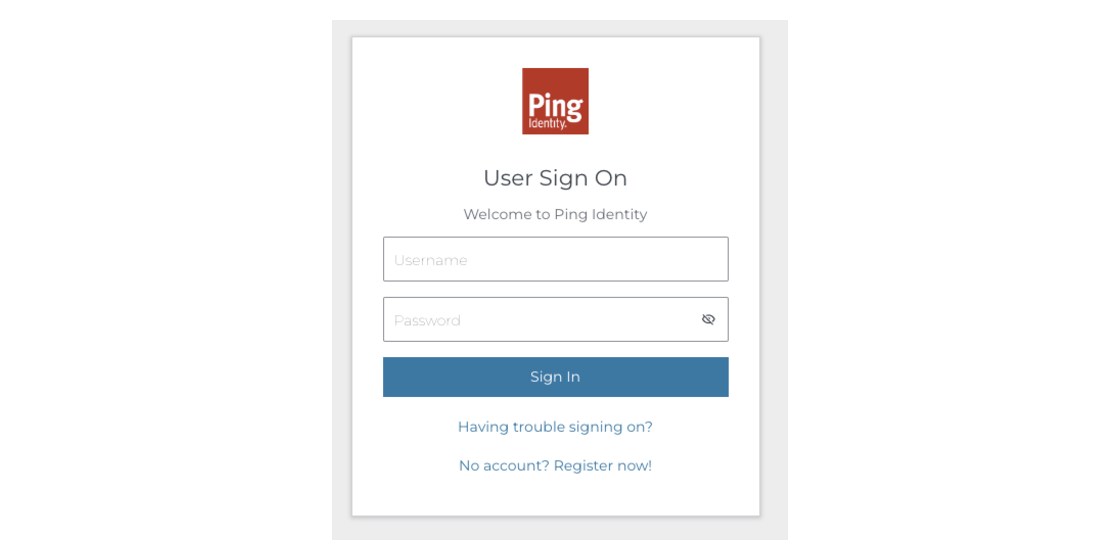 Ping
Identity.
User Sign On
Welcome to Ping Identity
Username
Password
Sign In
Having trouble signing on?
No account? Register now!